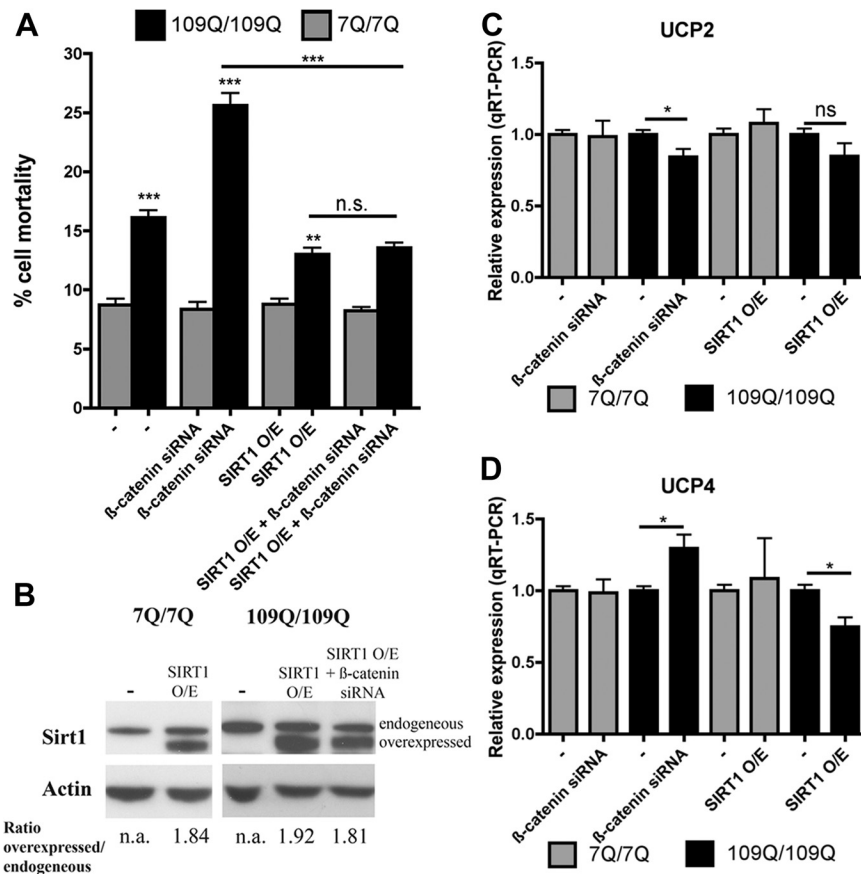 A
109Q/109Q
7Q/7Q
% cell mortality
30
25
20
15
10
5
0
***
***
***
**
n.s.
-
-
ß-catenin siRNA
ß-catenin siRNA
SIRT1 O/E
SIRT1 O/E
SIRT1 O/E + ß-catenin siRNA
SIRT1 O/E + ß-catenin siRNA
B
7Q/7Q
109Q/109Q
-
SIRT1
O/E
-
SIRT1
O/E
SIRT1 O/E
+ ß-catenin
siRNA
Sirt1
endogeneous
overexpressed
Actin
Ratio
overexpressed/
endogeneous
n.a.
1.84
n.a.
1.92
1.81
C
UCP2
Relative expression (qRT-PCR)
1.5
1.0
0.5
0.0
*
ns
-
ß-catenin siRNA
-
ß-catenin siRNA
-
SIRT1 O/E
-
SIRT1 O/E
7Q/7Q
109Q/109Q
D
UCP4
Relative expression (qRT-PCR)
1.5
1.0
0.5
0.0
*
*
-
ß-catenin siRNA
-
ß-catenin siRNA
-
SIRT1 O/E
-
SIRT1 O/E
7Q/7Q
109Q/109Q